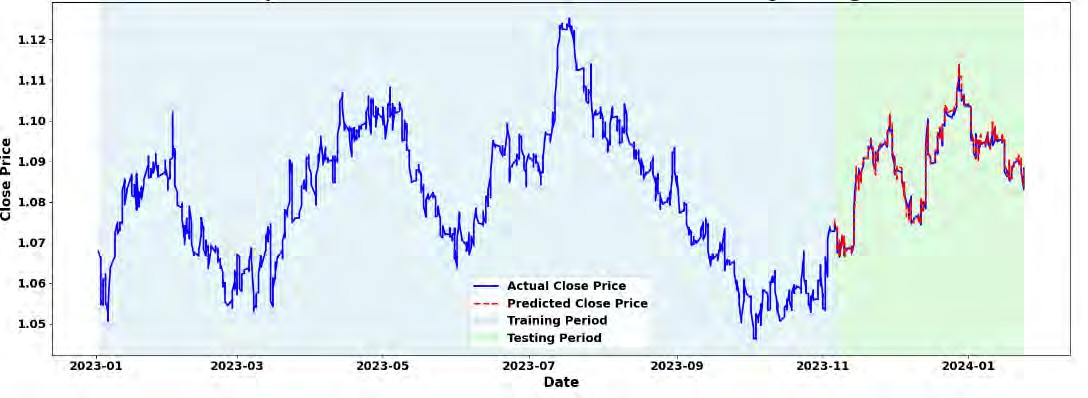 1.12
1.11
1.10
1.09
1.08
1.07
1.06
1.05
Close Price
Actual Close Price
Predicted Close Price
Training Period
Testing Period
2023-01 2023-03 2023-05 2023-07 2023-09 2023-11 2024-01
Date